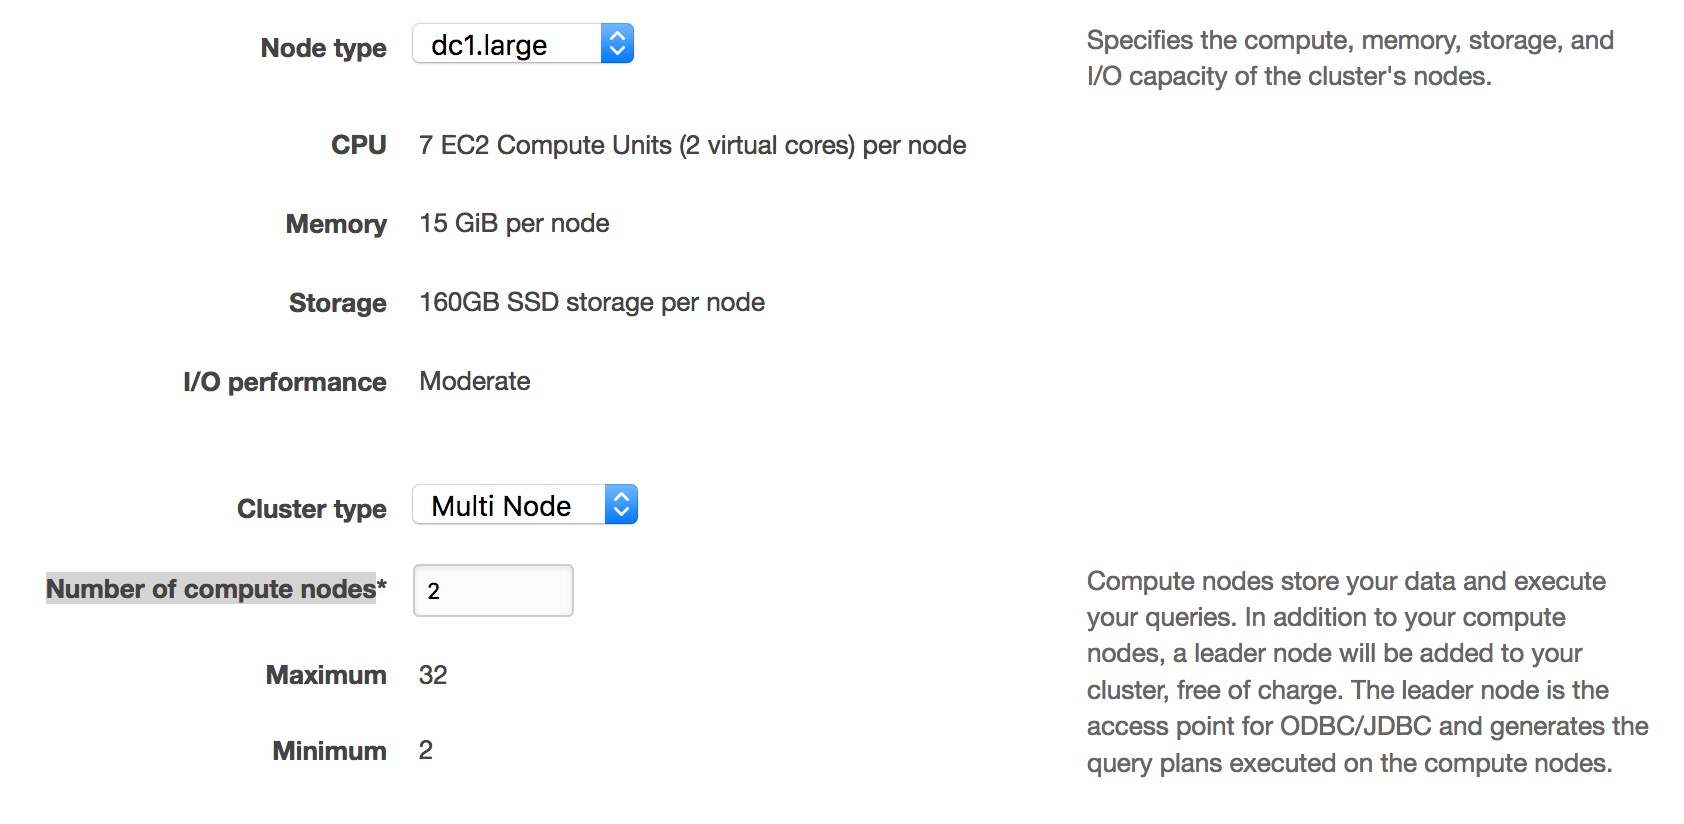 Node type dc1.large
Specifies the compute, memory, storage, and
I/O capacity of the cluster's nodes.
CPU 7 EC2 Compute Units (2 virtual cores) per node
Memory 15 GiB per node
Storage 160GB SSD storage per node
I/O performance Moderate
Cluster type Multi Node
Number of compute nodes* 2
Maximum 32
Minimum 2
Compute nodes store your data and execute
your queries. In addition to your compute
nodes, a leader node will be added to your
cluster, free of charge. The leader node is the
access point for ODBC/JDBC and generates the
query plans executed on the compute nodes.